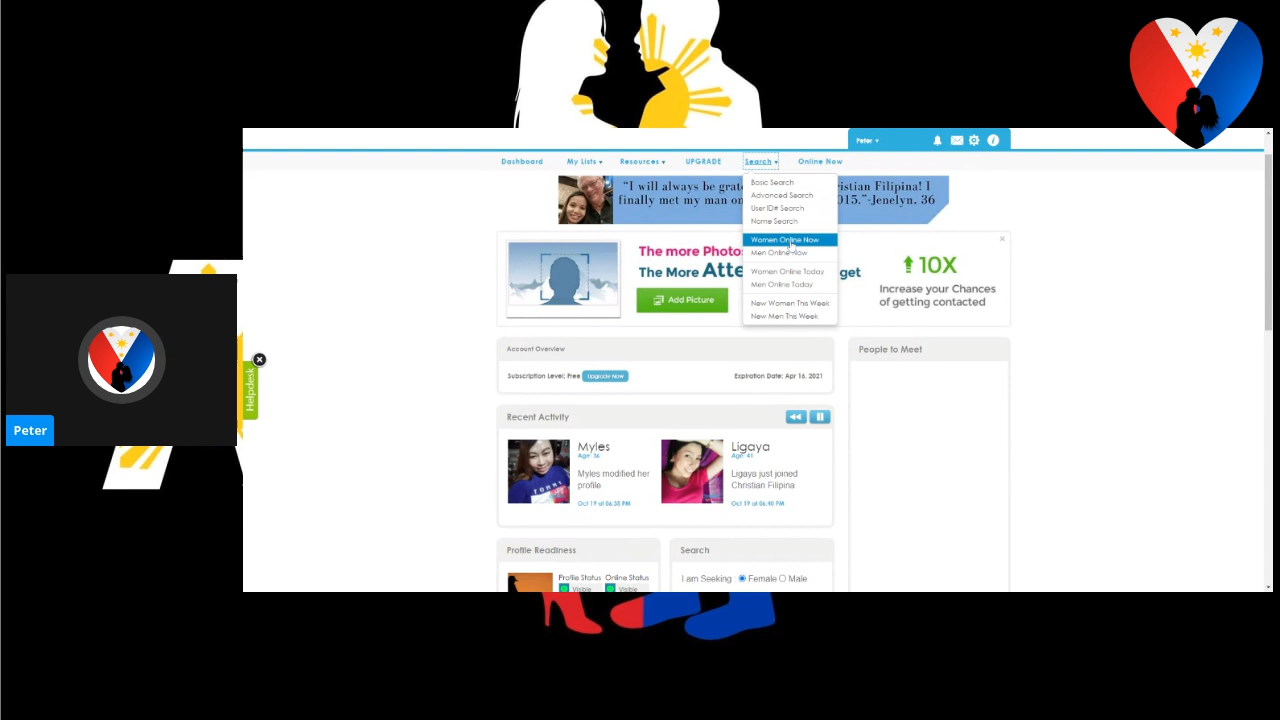 Peter
Dashboard My Lists Resources UPGRADE Search Online Now
Basic Search
Advanced Search
User ID# Search
Name Search
Women Online Now
Men Online Now
Women Online Today
Men Online Today
New Women This Week
New Men This Week
“I will always be grate ristian Filipina! I
finally met my man on 2015.”-Jenelyn, 36
The more Photo
The More Atte get
Add Picture
10X
Increase your Chances
of getting contacted
Account Overview
Subscription Level: Free Upgrade Now Expiration Date: Apr 16, 2021
People to Meet
Helpdesk
Recent Activity
Myles
Age: 36
Myles modified her
profile
Oct 19 at 06:35 PM
Ligaya
Age: 41
Ligaya just joined
Christian Filipina
Oct 19 at 06:40 PM
Profile Readiness
Profile Status Online Status
Visible Visible
Search
I am Seeking Female Male
Peter